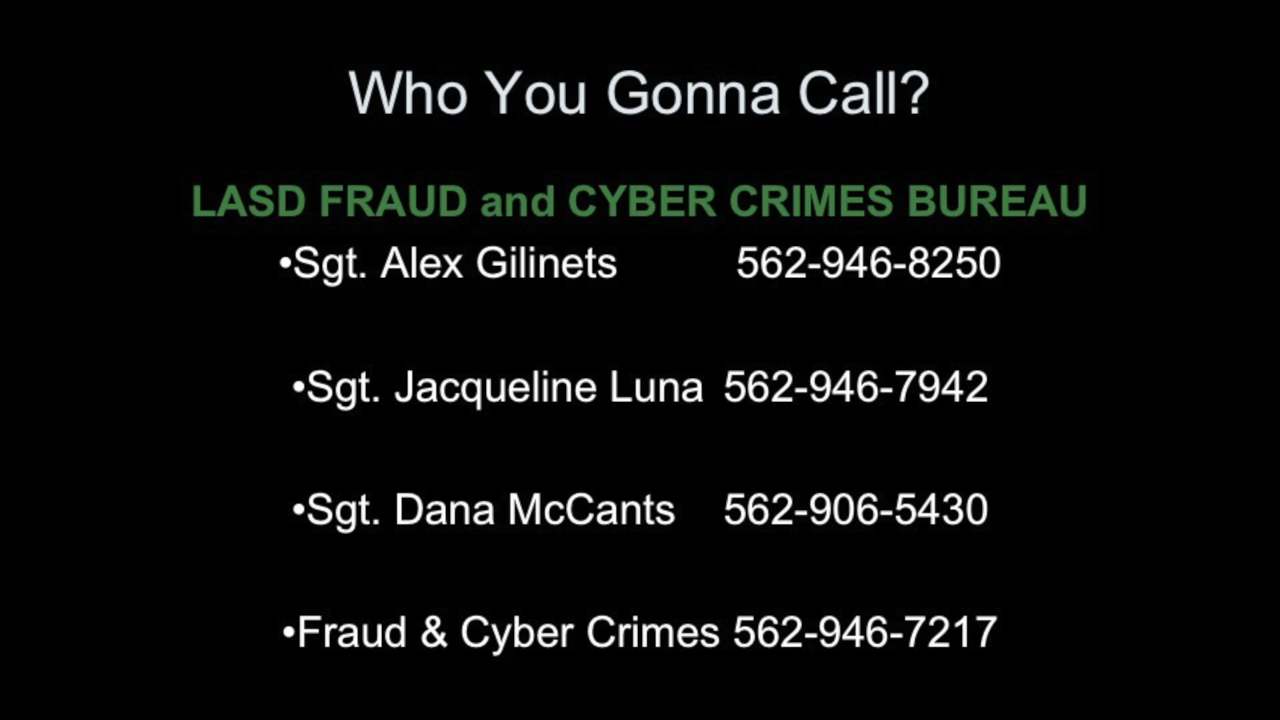 Who You Gonna Call?
LASD FRAUD and CYBER CRIMES BUREAU
•Sgt. Alex Gilinets 562-946-8250
•Sgt. Jacqueline Luna 562-946-7942
•Sgt. Dana McCants 562-906-5430
•Fraud & Cyber Crimes 562-946-7217